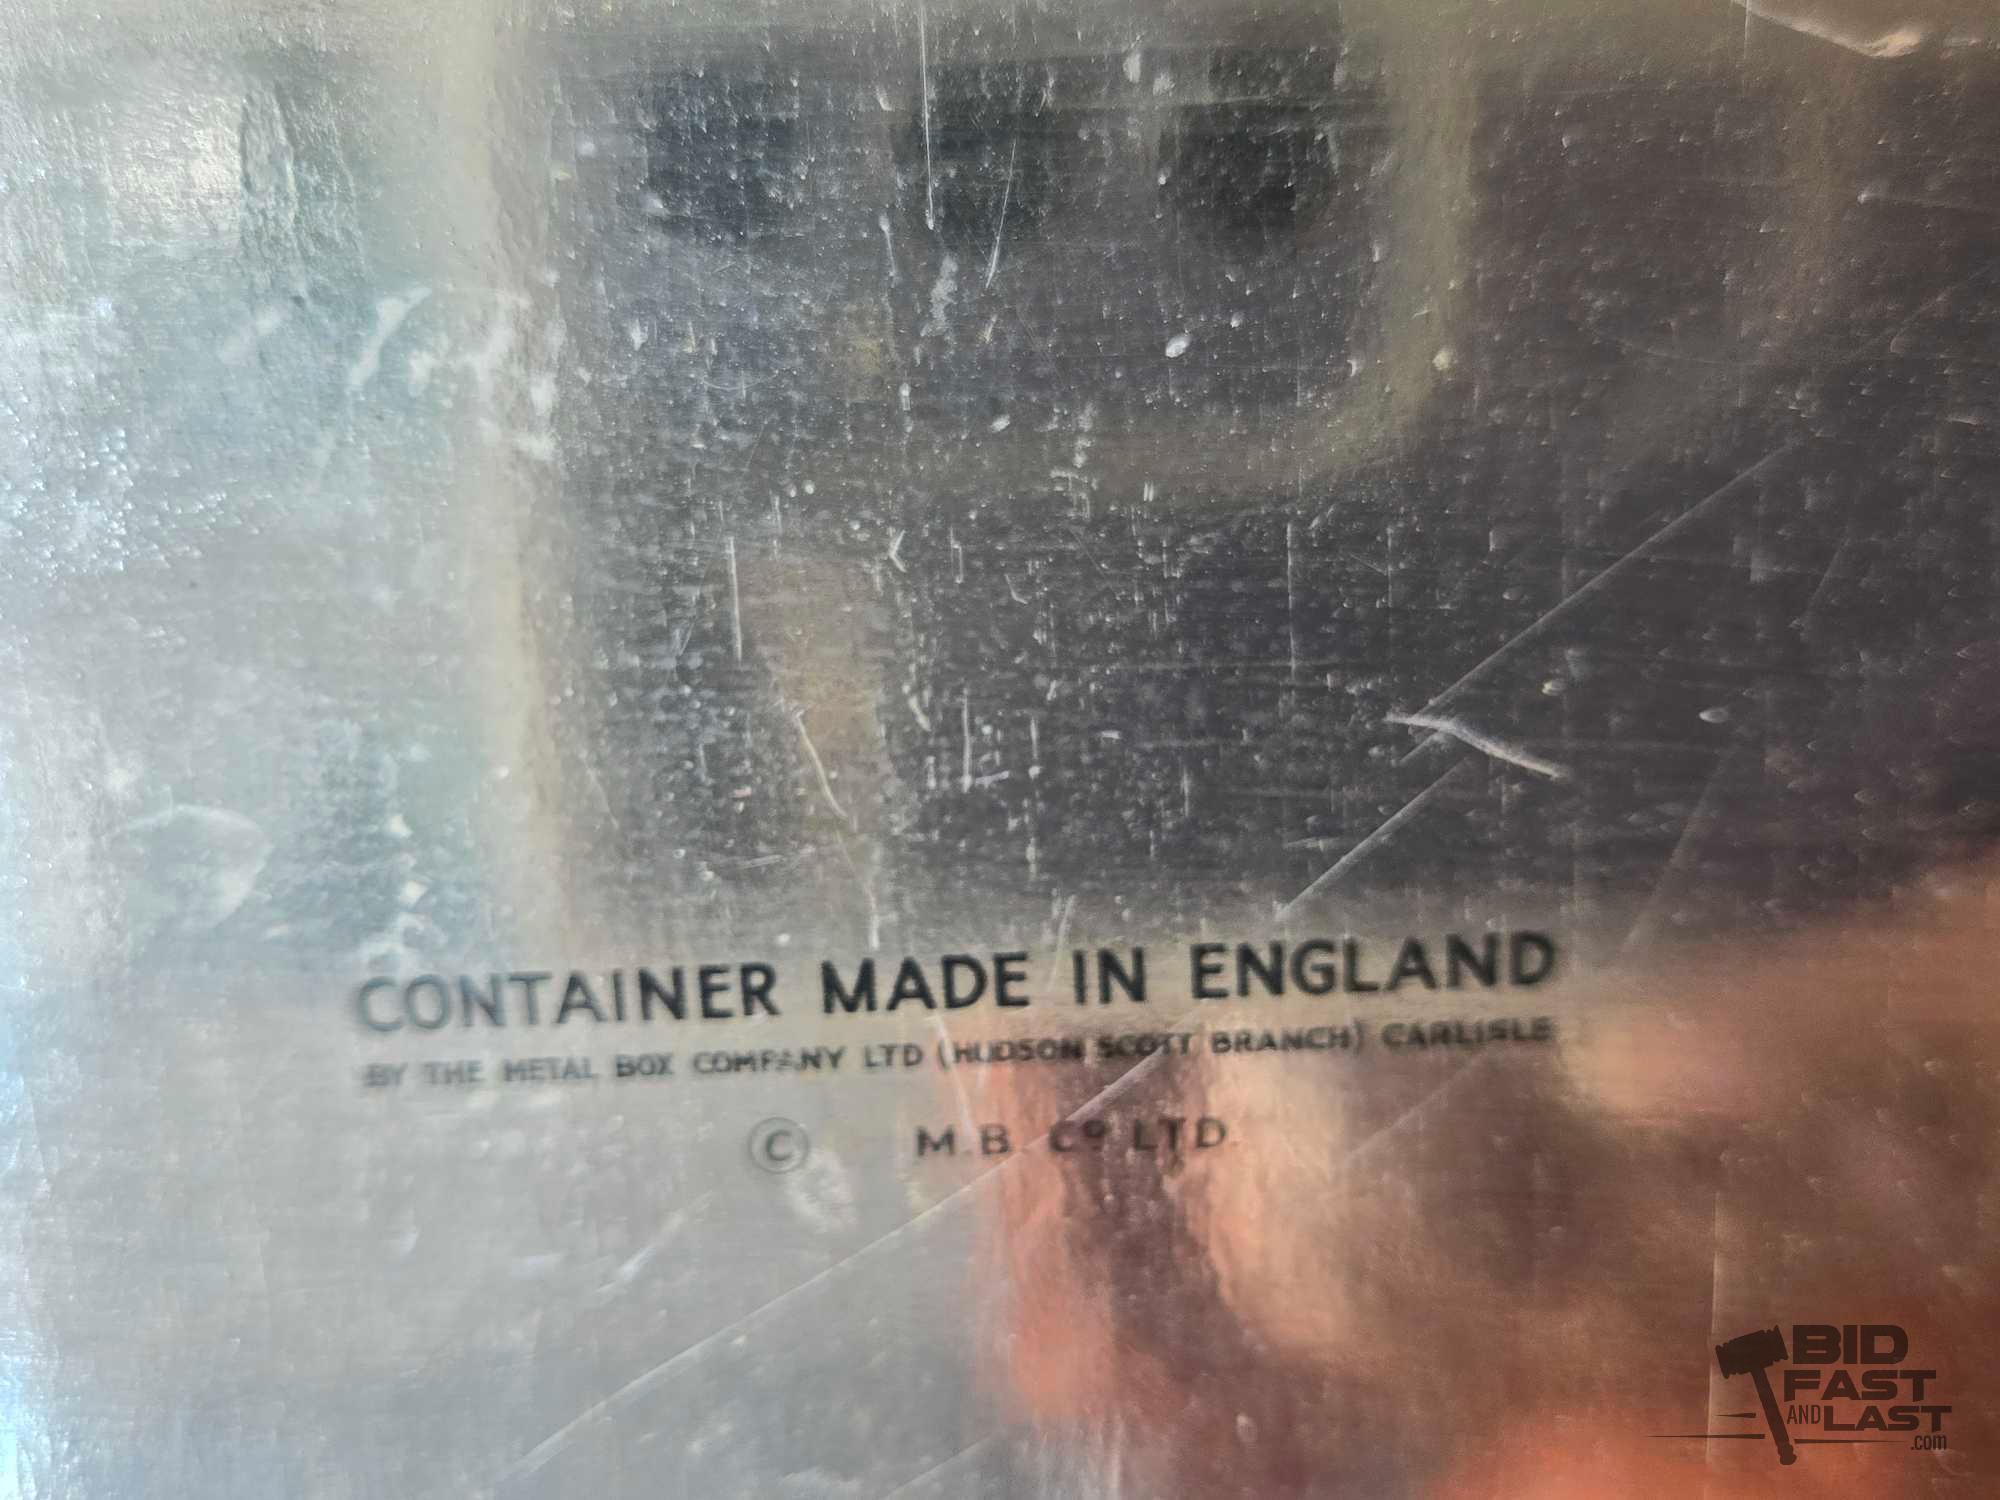 CONTAINER MADE IN ENGLAND
BY THE METAL BOX COMPANY LTD (HUDSON SCOTT BRANCH) CARLISLE
© M.B. Cº LTD.
BID
FAST
AND LAST
.com